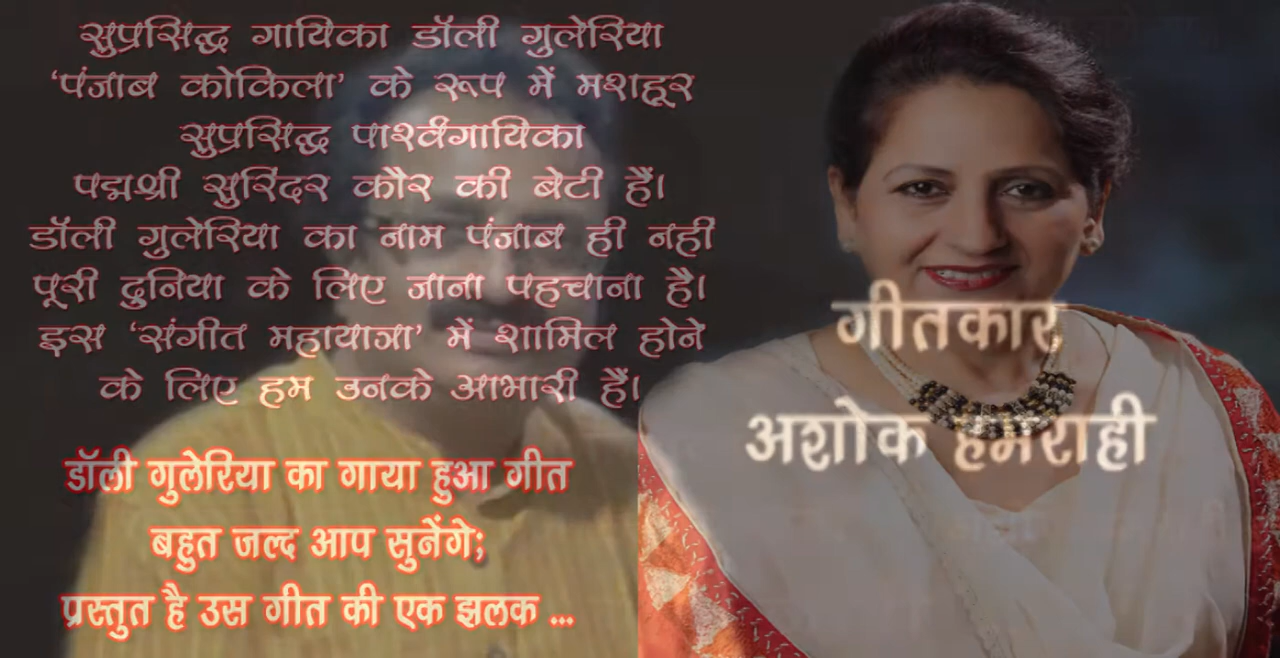 सुप्रसिद्ध गायिका डॉली गुलेरिया
‘पंजाब कोकिला’ के रूप में मशहूर
सुप्रसिद्ध पार्श्वगायिका
पद्मश्री सुरिंदर कौर की बेटी हैं।
डॉली गुलेरिया का नाम पंजाब ही नहीं
पूरी दुनिया के लिए जाना पहचाना है।
इस ‘संगीत महायात्रा’ में शामिल होने
के लिए हम उनके आभारी हैं।
डॉली गुलेरिया का गाया हुआ गीत
बहुत जल्द आप सुनेंगे;
प्रस्तुत है उस गीत की एक झलक ...
गीतकार
अशोक हमराही